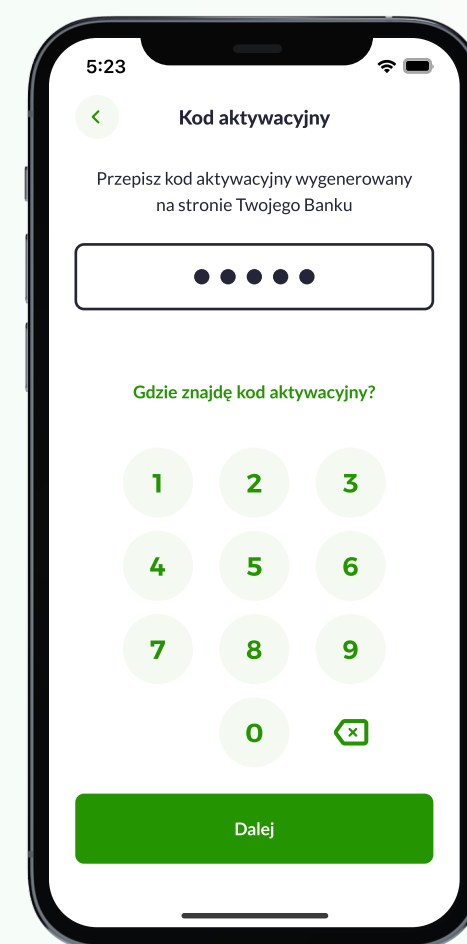 5:23
Kod aktywacyjny
Przepisz kod aktywacyjny wygenerowany
na stronie Twojego Banku
Gdzie znajdę kod aktywacyjny?
1 2 3
4 5 6
7 8 9
0
Dalej